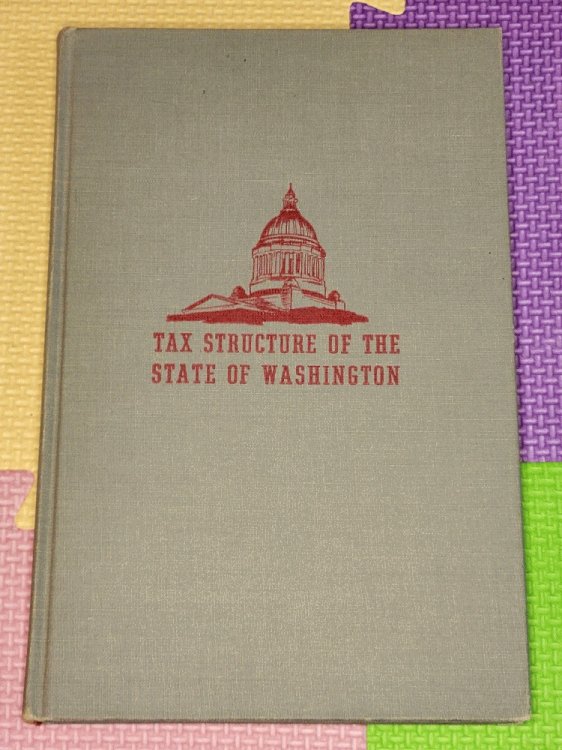 TAX STRUCTURE OF THE
STATE OF WASHINGTON